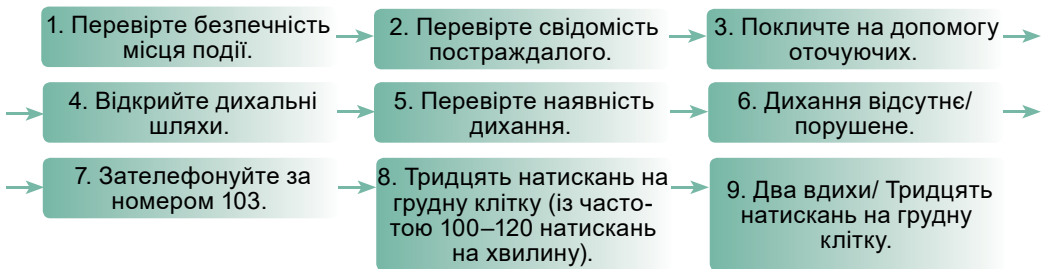 1. Перевірте безпечність
місця події.
2. Перевірте свідомість
постраждалого.
3. Покличте на допомогу
оточуючих.
4. Відкрийте дихальні
шляхи.
5. Перевірте наявність
дихання.
6. Дихання відсутнє/
порушене.
7. Зателефонуйте за
номером 103.
8. Тридцять натискань на
грудну клітку (із часто-
тою 100–120 натискань
на хвилину).
9. Два вдихи/ Тридцять
натискань на грудну
клітку.